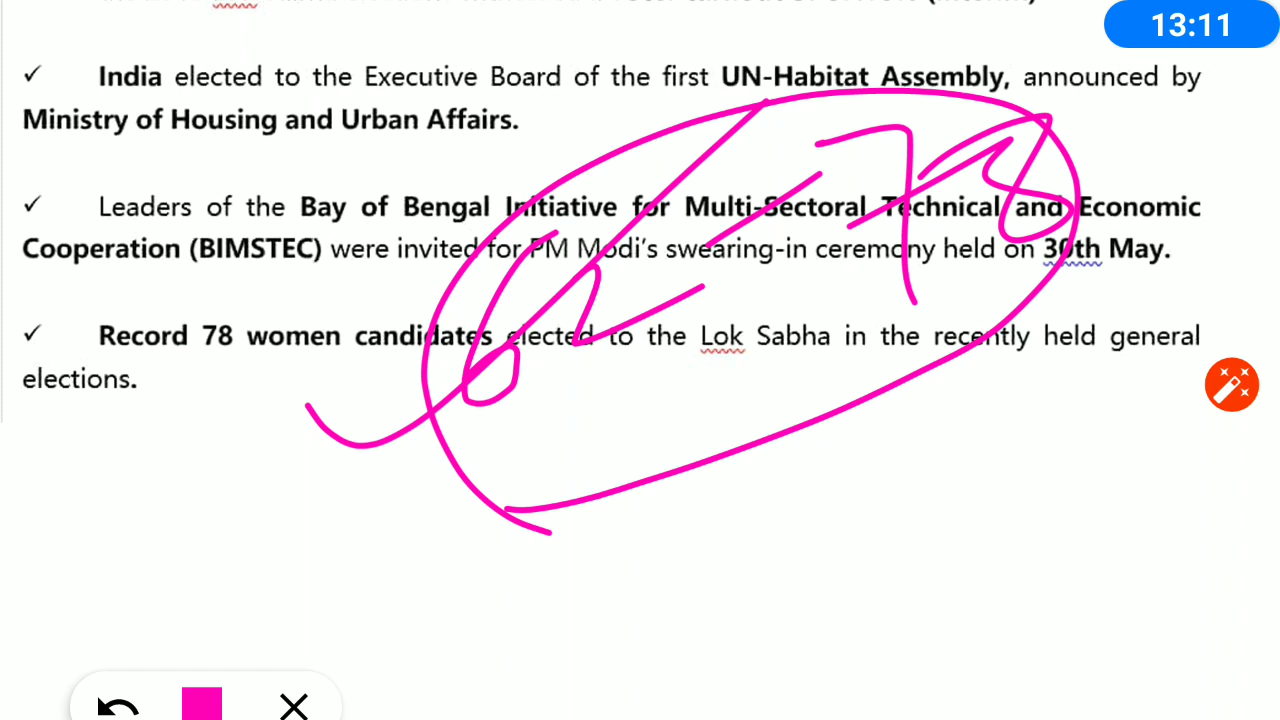 13:11
✓ India elected to the Executive Board of the first UN-Habitat Assembly, announced by
Ministry of Housing and Urban Affairs.
✓ Leaders of the Bay of Bengal Initiative for Multi-Sectoral Technical and Economic
Cooperation (BIMSTEC) were invited for PM Modi's swearing-in ceremony held on 30th May.
✓ Record 78 women candidates elected to the Lok Sabha in the recently held general
elections.
62 - 78